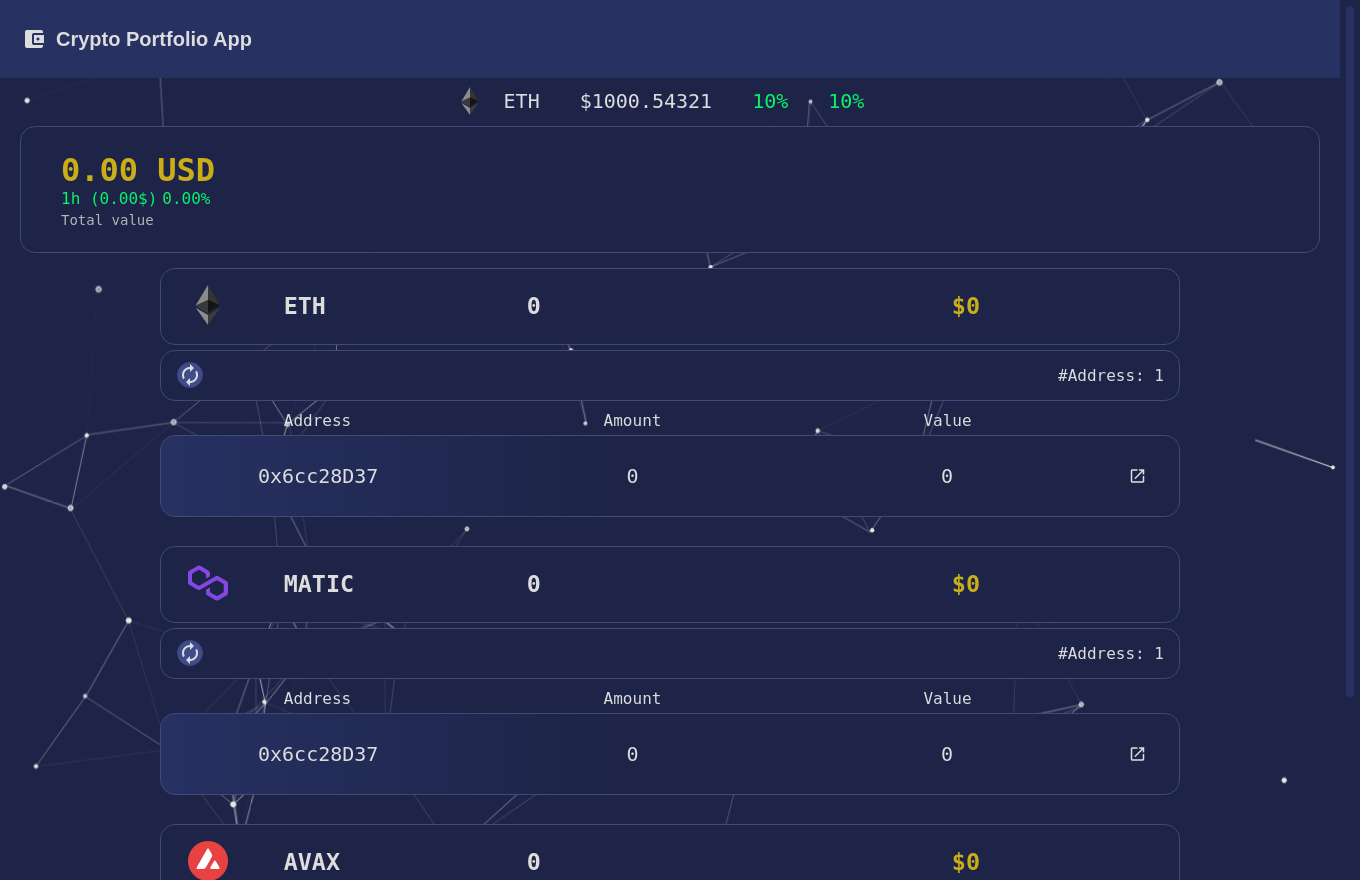 Crypto Portfolio App
ETH $1000.54321 10% 10%
0.00 USD
1h (0.00$) 0.00%
Total value
ETH 0 $0
#Address: 1
Address Amount Value
0x6cc28D37 0 0
MATIC 0 $0
#Address: 1
Address Amount Value
0x6cc28D37 0 0
AVAX 0 $0